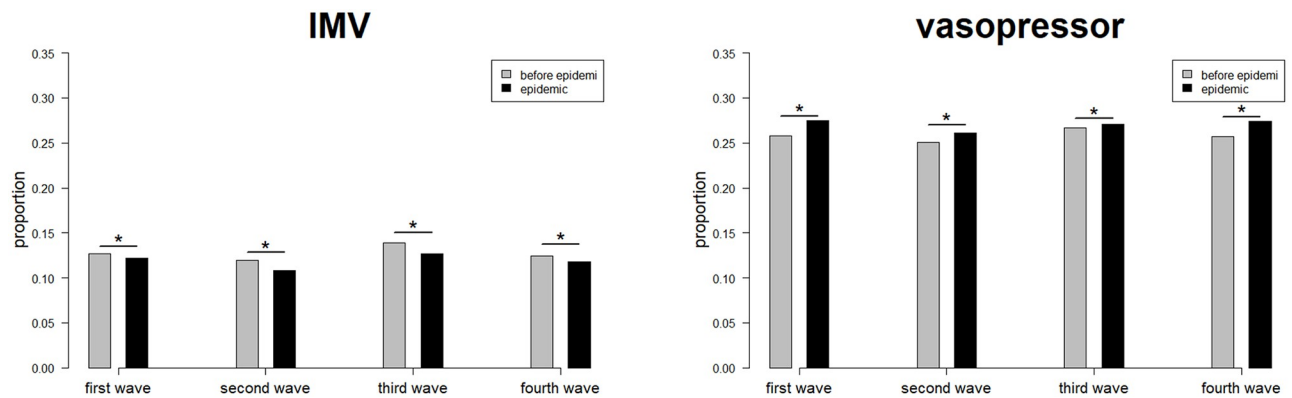 IMV
0.35
0.30
0.25
0.20
0.15
0.10
0.05
0.00
proportion
before epidemi
epidemic
*
*
*
*
first wave
second wave
third wave
fourth wave
vasopressor
0.35
0.30
0.25
0.20
0.15
0.10
0.05
0.00
proportion
before epidemi
epidemic
*
*
*
*
first wave
second wave
third wave
fourth wave